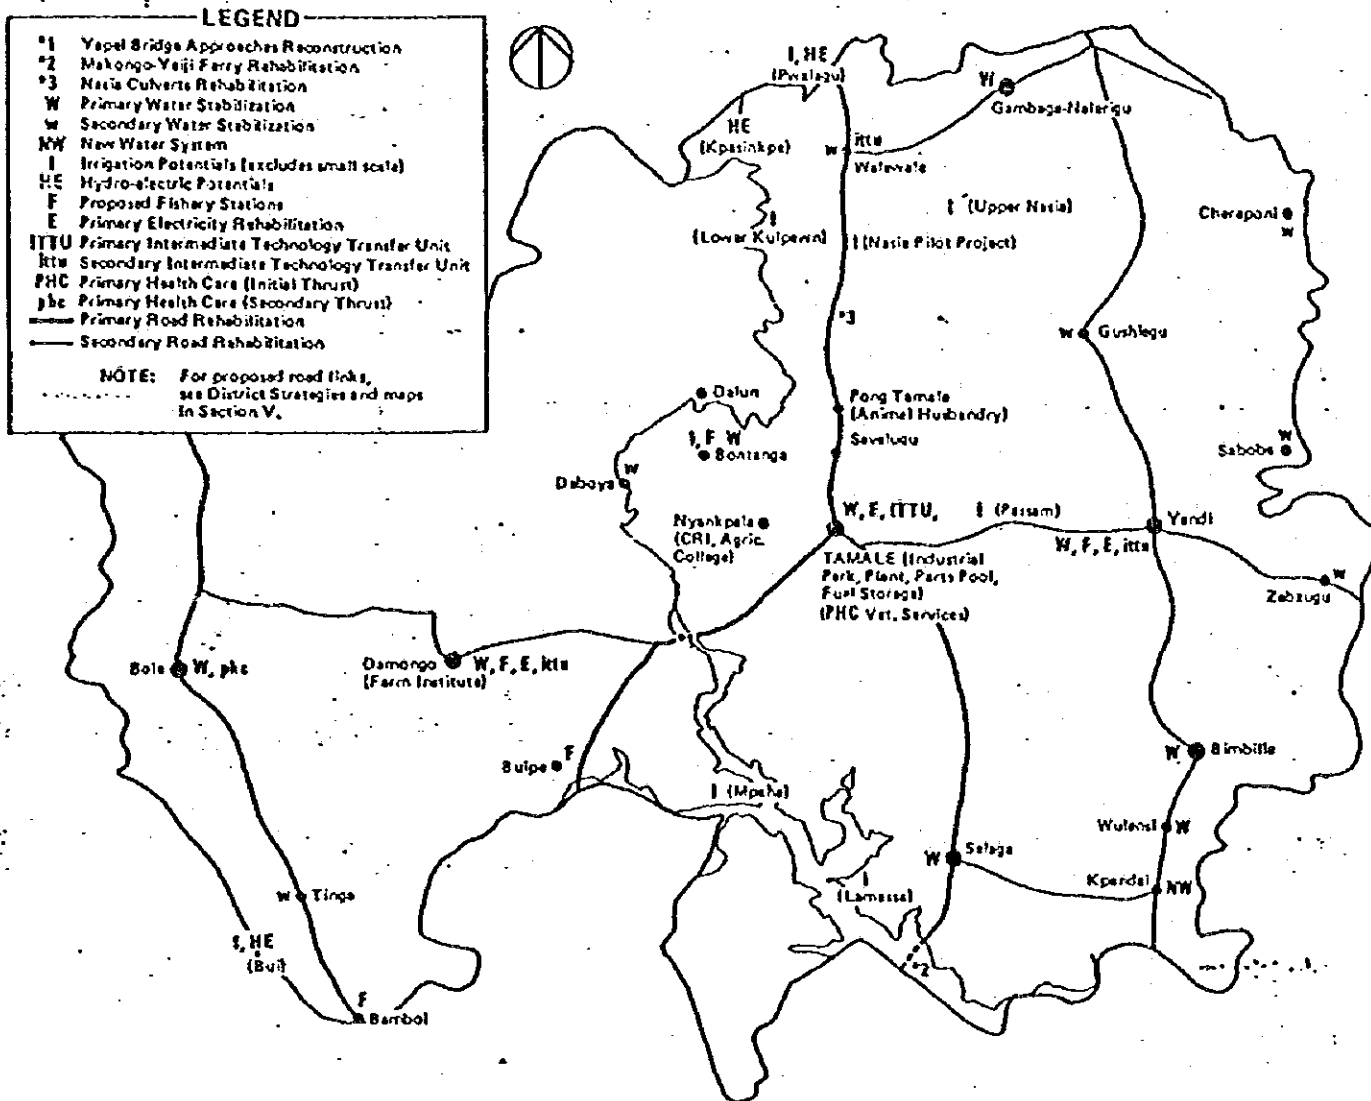 LEGEND
*1 Yapei Bridge Approaches Reconstruction
*2 Makongo-Yeiji Ferry Rehabilitation
*3 Nasia Culverts Rehabilitation
W Primary Water Stabilization
w Secondary Water Stabilization
NW New Water System
I Irrigation Potentials (excludes small scale)
HE Hydro-electric Potentials
F Proposed Fishery Stations
E Primary Electricity Rehabilitation
ITTU Primary Intermediate Technology Transfer Unit
ittu Secondary Intermediate Technology Transfer Unit
PHC Primary Health Care (Initial Thrust)
phc Primary Health Care (Secondary Thrust)
Primary Road Rehabilitation
Secondary Road Rehabilitation
NOTE: For proposed road links,
see District Strategies and maps
in Section V.
I, HE
(Pwalagu)
W
Gambaga-Nalerigu
HE
(Kpasinkpe)
ittu
w
Walewale
I (Upper Nasia)
Chereponi
w
I
(Lower Kulpawn)
I (Nasia Pilot Project)
*3
w Gushiegu
Dalun
Pong Tamale
(Animal Husbandry)
I, F W
Bontanga
Savelugu
w
Saboba
Daboya
w
Nyankpala
(CRI, Agric.
College)
W, E, ITTU,
I (Passam)
Yendi
W, F, E, ittu
TAMALE (Industrial
Park, Plant, Parts Pool,
Fuel Storage)
(PHC Vet. Services)
w
Zabzugu
*1
Bole
W, phc
Damongo
(Farm Institute)
W, F, E, ittu
Buipe
F
W
Bimbilla
I (Mpaha)
Wulensi
W
W
Salaga
Kpandai
NW
I
(Lamassa)
w Tinga
I, HE
(Bui)
*2
F
Bamboi